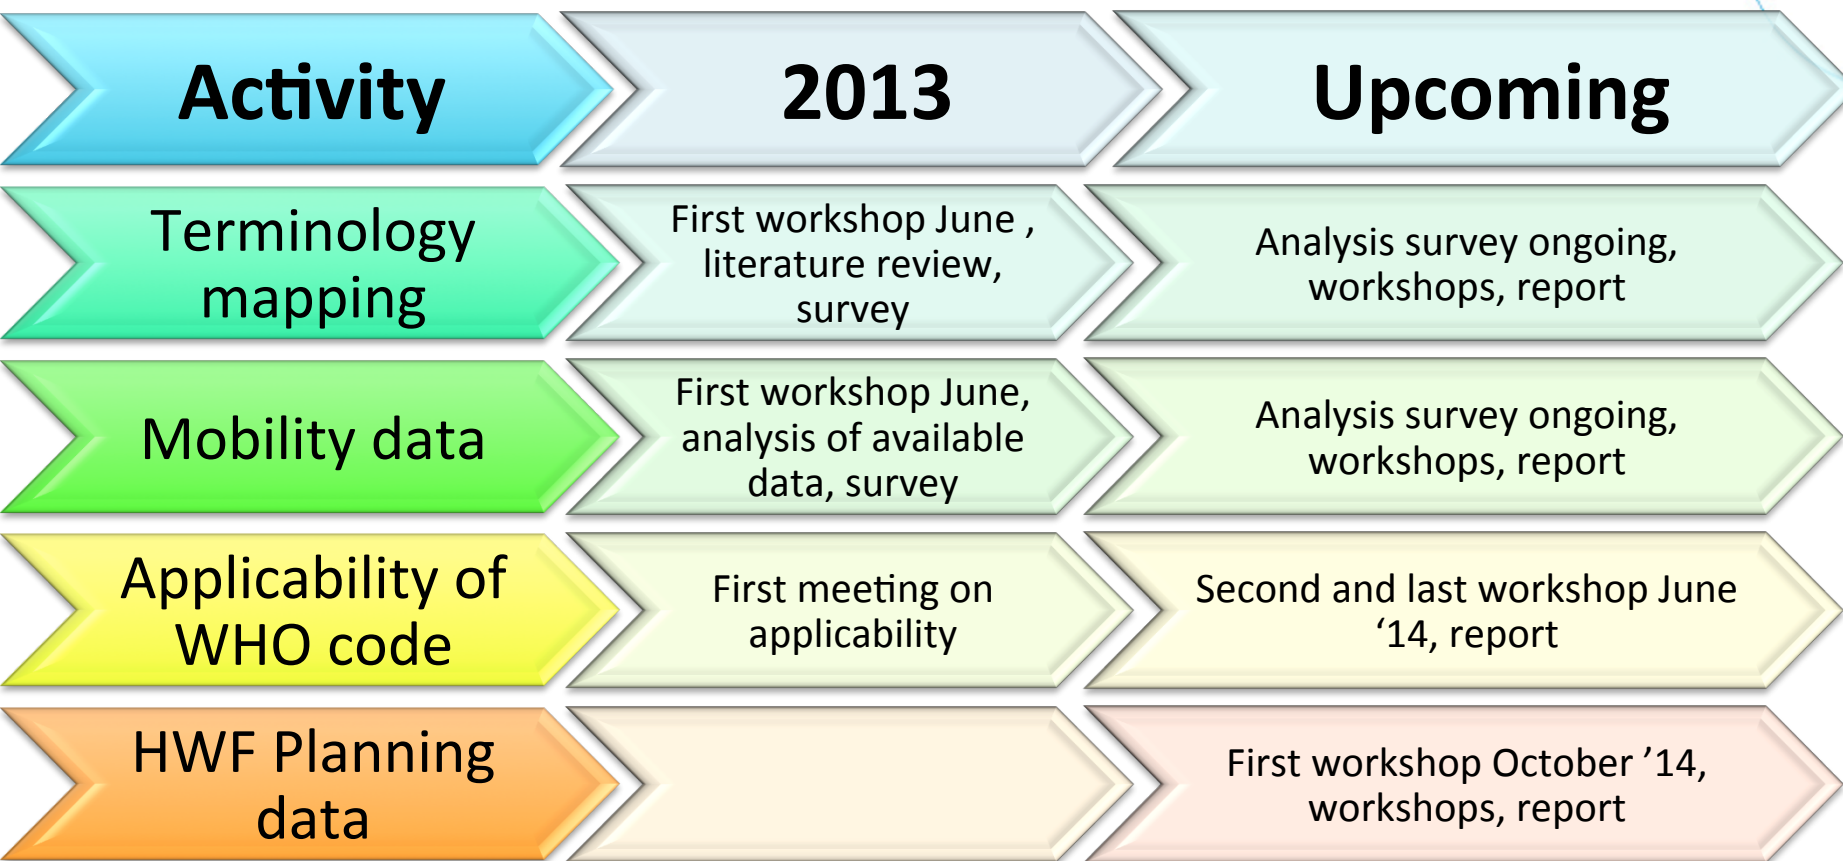 Activity
2013
Upcoming
Terminology
mapping
First workshop June ,
literature review,
survey
Analysis survey ongoing,
workshops, report
Mobility data
First workshop June,
analysis of available
data, survey
Analysis survey ongoing,
workshops, report
Applicability of
WHO code
First meeting on
applicability
Second and last workshop June
‘14, report
HWF Planning
data
First workshop October ’14,
workshops, report